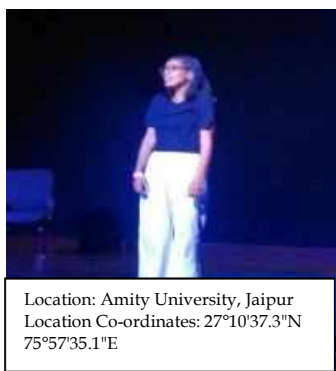 Location: Amity University, Jaipur
Location Co-ordinates: 27°10'37.3"N
75°57'35.1"E